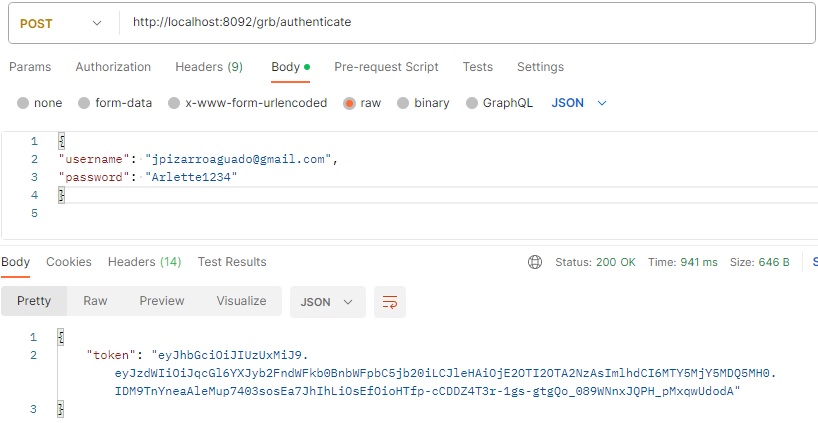 POST http://localhost:8092/grb/authenticate
Params Authorization Headers (9) Body Pre-request Script Tests Settings
none form-data x-www-form-urlencoded raw binary GraphQL JSON
1 {
2 "username": "jpizarroaguado@gmail.com",
3 "password": "Arlette1234"
4 }
5
Body Cookies Headers (14) Test Results Status: 200 OK Time: 941 ms Size: 646 B S
Pretty Raw Preview Visualize JSON
1 {
2 "token": "eyJhbGciOiJIUzUxMiJ9.
eyJzdWIiOiJqcGl6YXJyb2FndWFkb0BnbWFpbC5jb20iLCJleHAiOjE2OTI2OTA2NzAsImlhdCI6MTY5MjY5MDQ5MH0.
IDM9TnYneaAleMup7403sosEa7JhIhLiOsEfOioHTfp-cCDDZ4T3r-1gs-gtgQo_089WNnxJQPH_pMxqwUdodA"
3 }